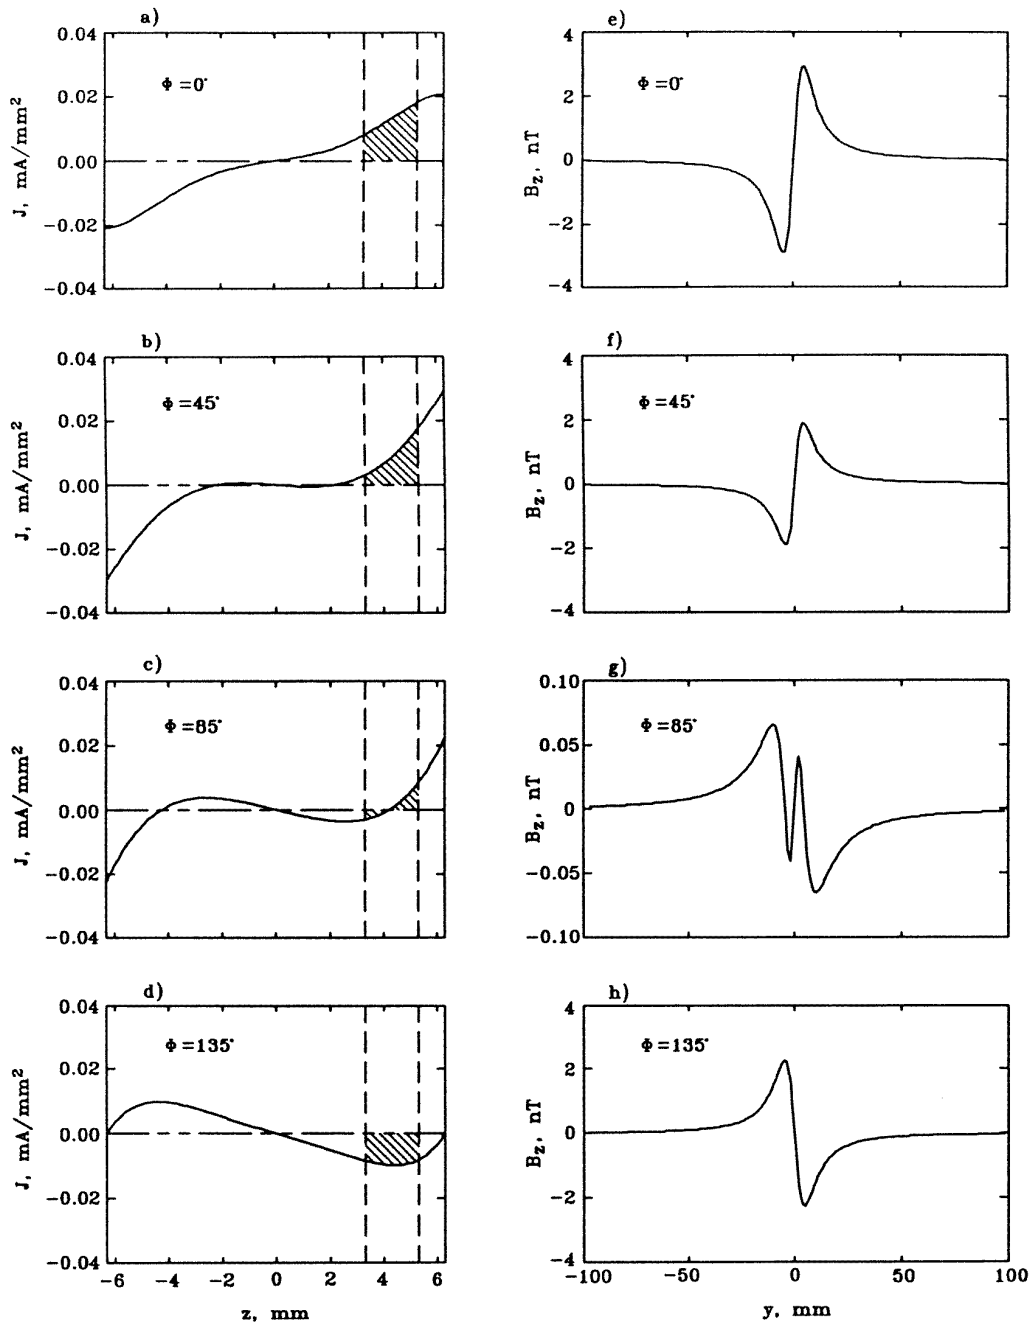 a)
0.04
0.02
0.00
−0.02
−0.04
J, mA/mm²
Φ=0°
e)
4
2
0
−2
−4
B_Z, nT
Φ=0°
b)
0.04
0.02
0.00
−0.02
−0.04
J, mA/mm²
Φ=45°
f)
4
2
0
−2
−4
B_Z, nT
Φ=45°
c)
0.04
0.02
0.00
−0.02
−0.04
J, mA/mm²
Φ=85°
g)
0.10
0.05
0
−0.05
−0.10
B_Z, nT
Φ=85°
d)
0.04
0.02
0.00
−0.02
−0.04
J, mA/mm²
Φ=135°
−6 −4 −2 0 2 4 6
z, mm
h)
4
2
0
−2
−4
B_Z, nT
Φ=135°
−100 −50 0 50 100
y, mm